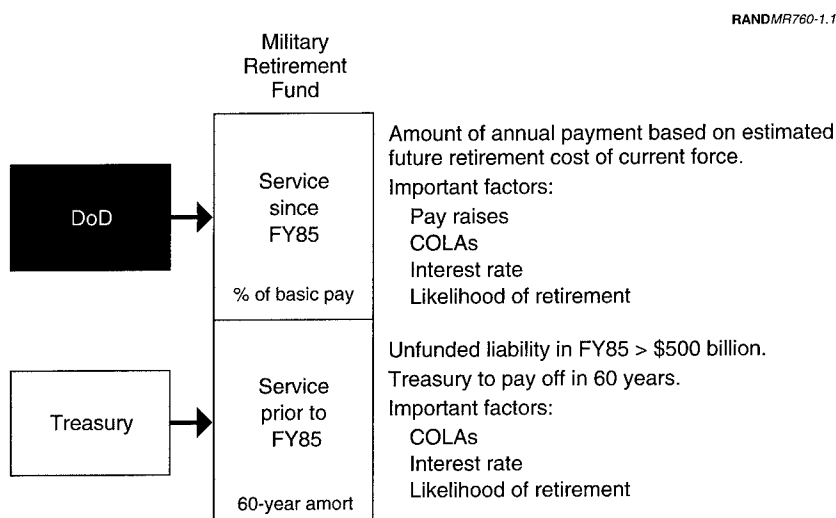 RANDMR760-1.1
Military
Retirement
Fund
DoD
Service
since
FY85
% of basic pay
Amount of annual payment based on estimated
future retirement cost of current force.
Important factors:
Pay raises
COLAs
Interest rate
Likelihood of retirement
Treasury
Service
prior to
FY85
60-year amort
Unfunded liability in FY85 > $500 billion.
Treasury to pay off in 60 years.
Important factors:
COLAs
Interest rate
Likelihood of retirement